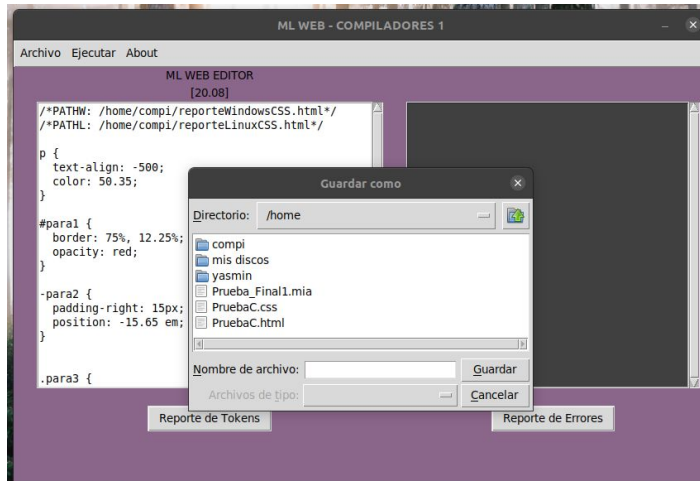 ML WEB - COMPILADORES 1
Archivo Ejecutar About
ML WEB EDITOR
[20.08]
/*PATHW: /home/compi/reporteWindowsCSS.html*/
/*PATHL: /home/compi/reporteLinuxCSS.html*/
p {
text-align: -500;
color: 50.35;
}
#para1 {
border: 75%, 12.25%;
opacity: red;
}
-para2 {
padding-right: 15px;
position: -15.65 em;
}
.para3 {
Guardar como
Directorio: /home
compi
mis discos
yasmin
Prueba_Final1.mia
PruebaC.css
PruebaC.html
Nombre de archivo: Guardar
Archivos de tipo: Cancelar
Reporte de Tokens Reporte de Errores